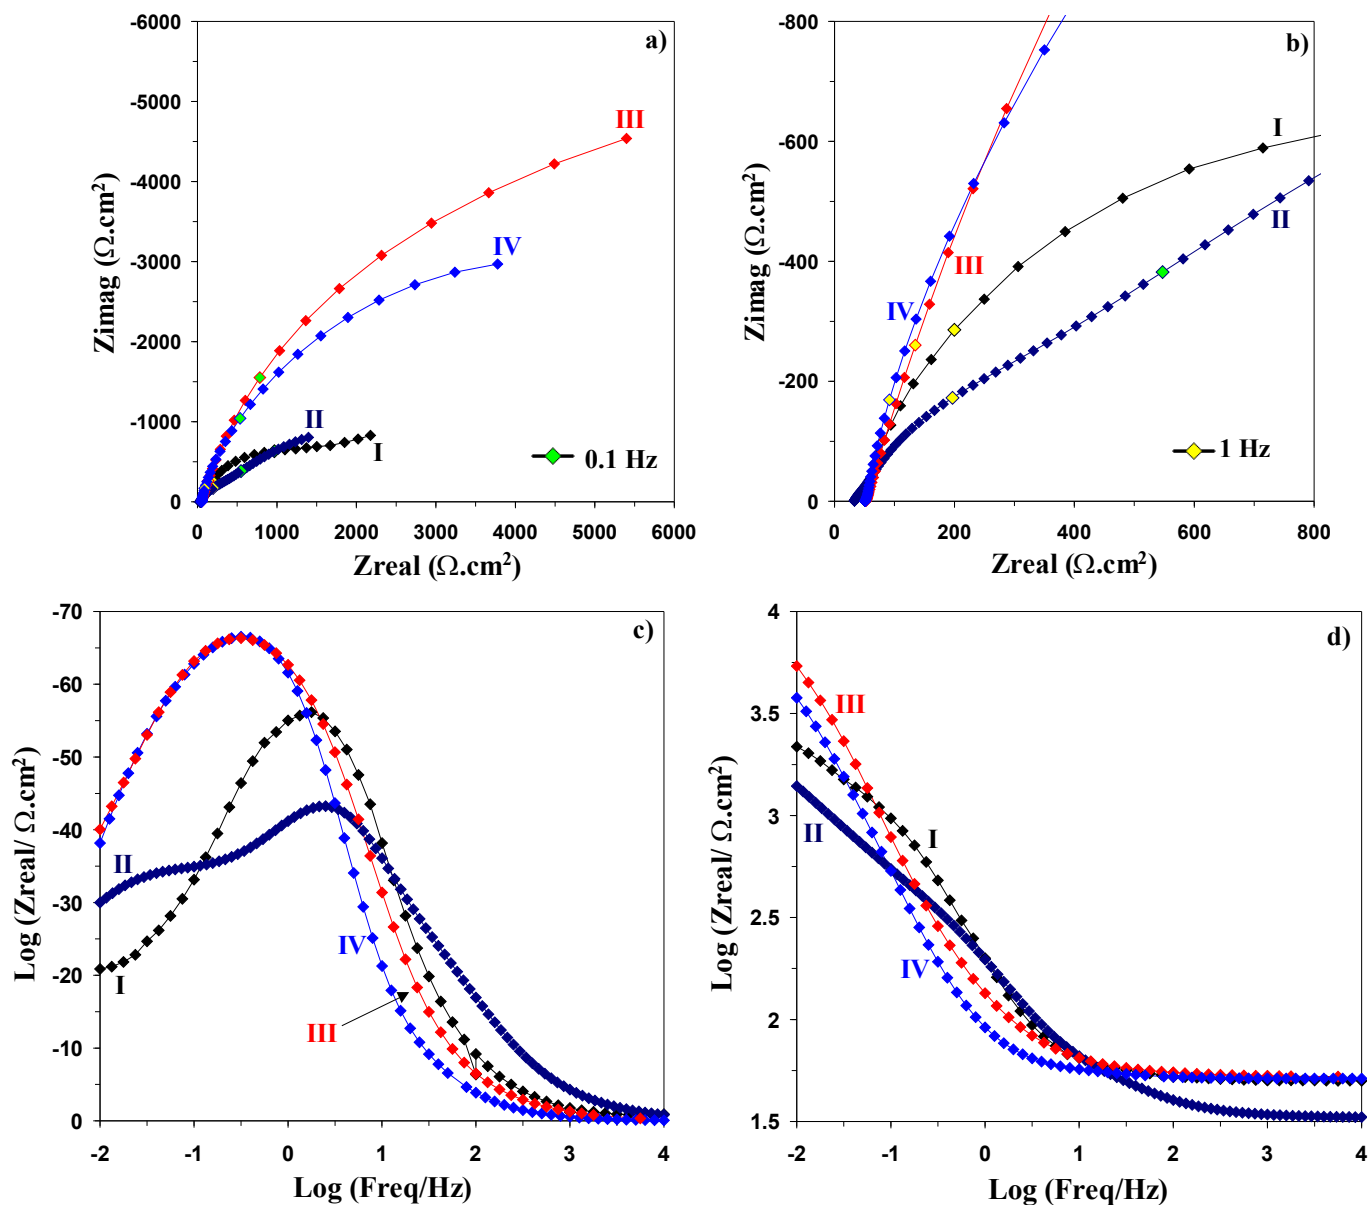 a)
-6000
-5000
-4000
-3000
-2000
-1000
0
Zimag (Ω.cm²)
III
IV
II
I
0.1 Hz
0 1000 2000 3000 4000 5000 6000
Zreal (Ω.cm²)
b)
-800
-600
-400
-200
0
Zimag (Ω.cm²)
I
II
III
IV
1 Hz
0 200 400 600 800
Zreal (Ω.cm²)
c)
-70
-60
-50
-40
-30
-20
-10
0
Log (Zreal/ Ω.cm²)
II
I
IV
III
-2 -1 0 1 2 3 4
Log (Freq/Hz)
d)
4
3.5
3
2.5
2
1.5
Log (Zreal/ Ω.cm²)
III
I
II
IV
-2 -1 0 1 2 3 4
Log (Freq/Hz)